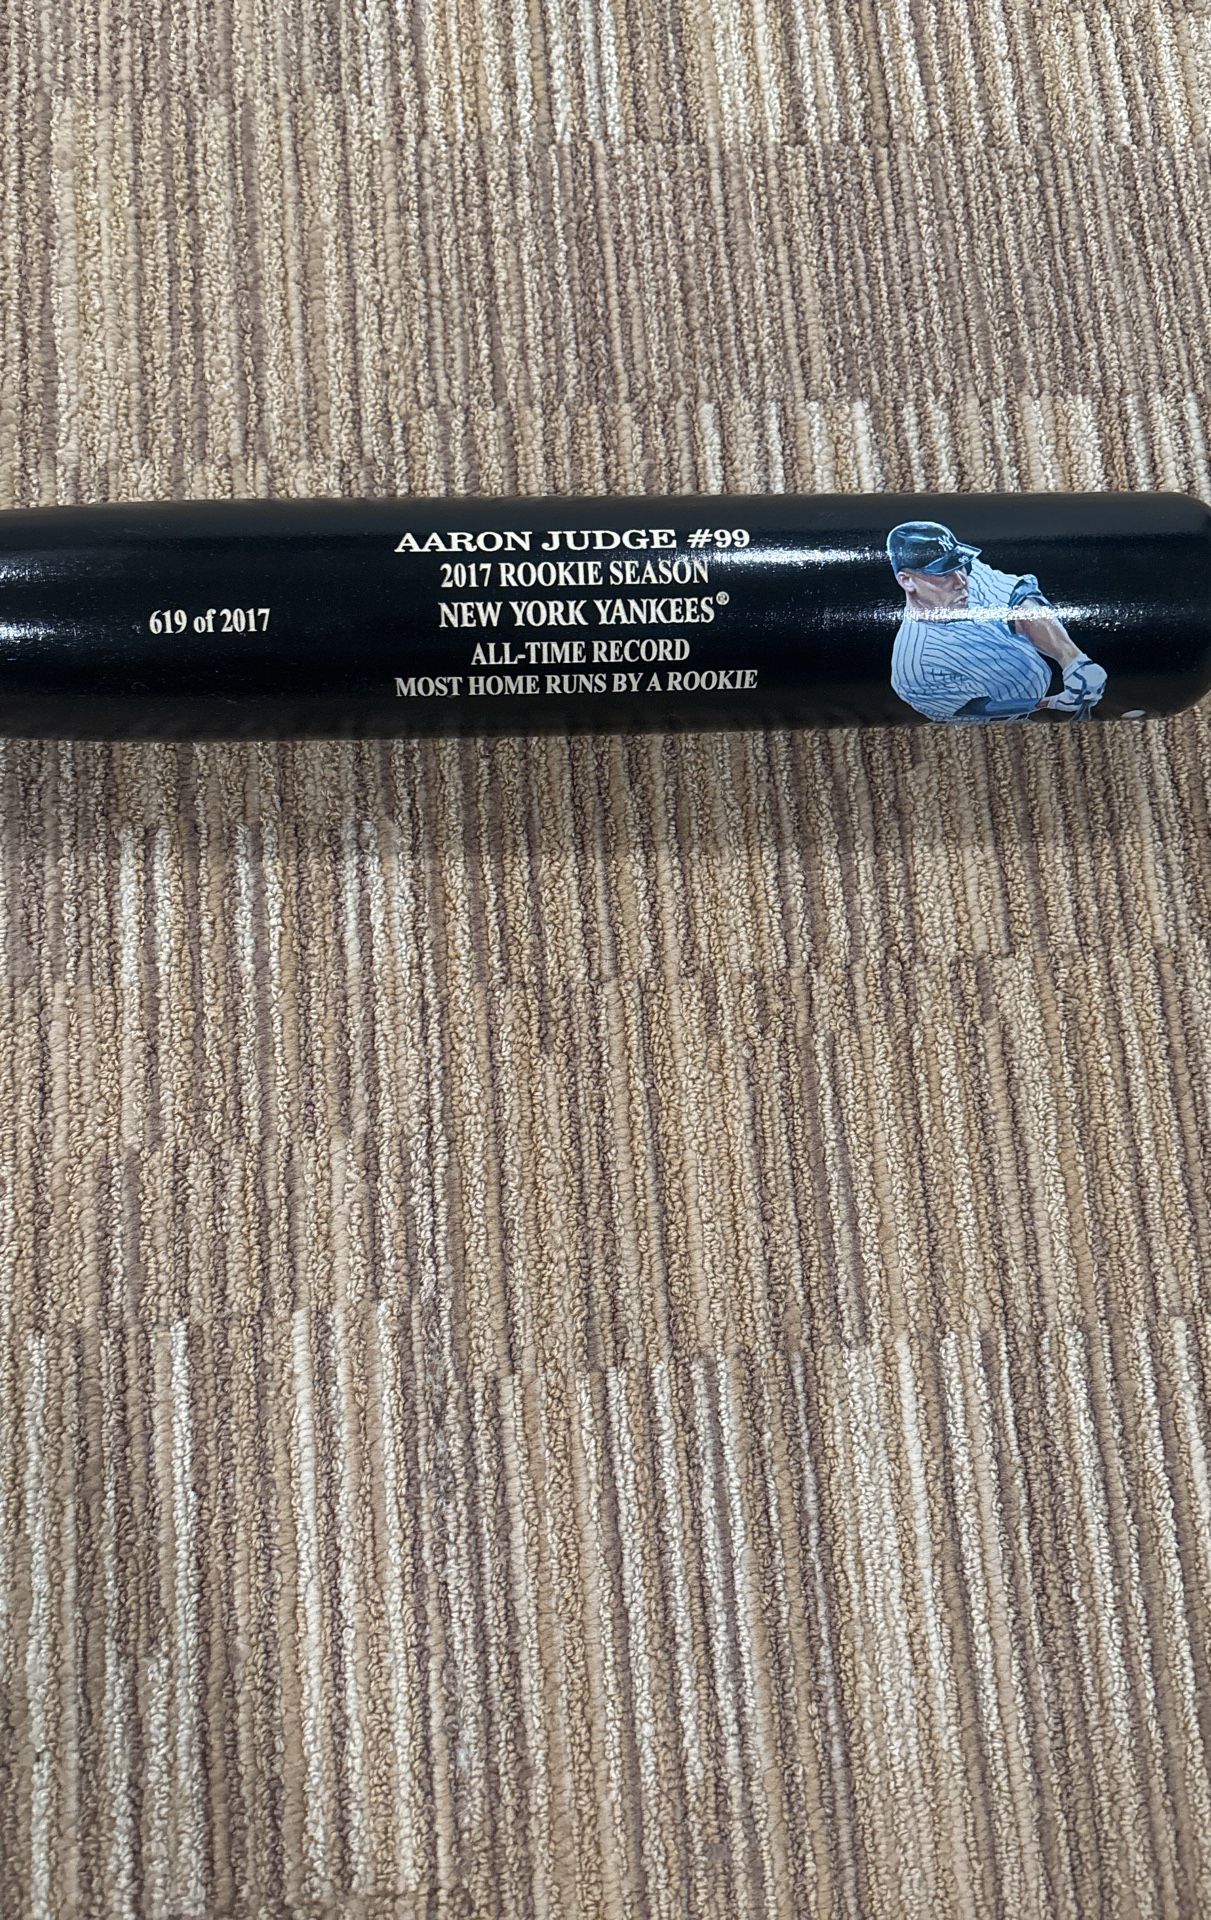 619 of 2017
AARON JUDGE #99
2017 ROOKIE SEASON
NEW YORK YANKEES®
ALL-TIME RECORD
MOST HOME RUNS BY A ROOKIE
NY